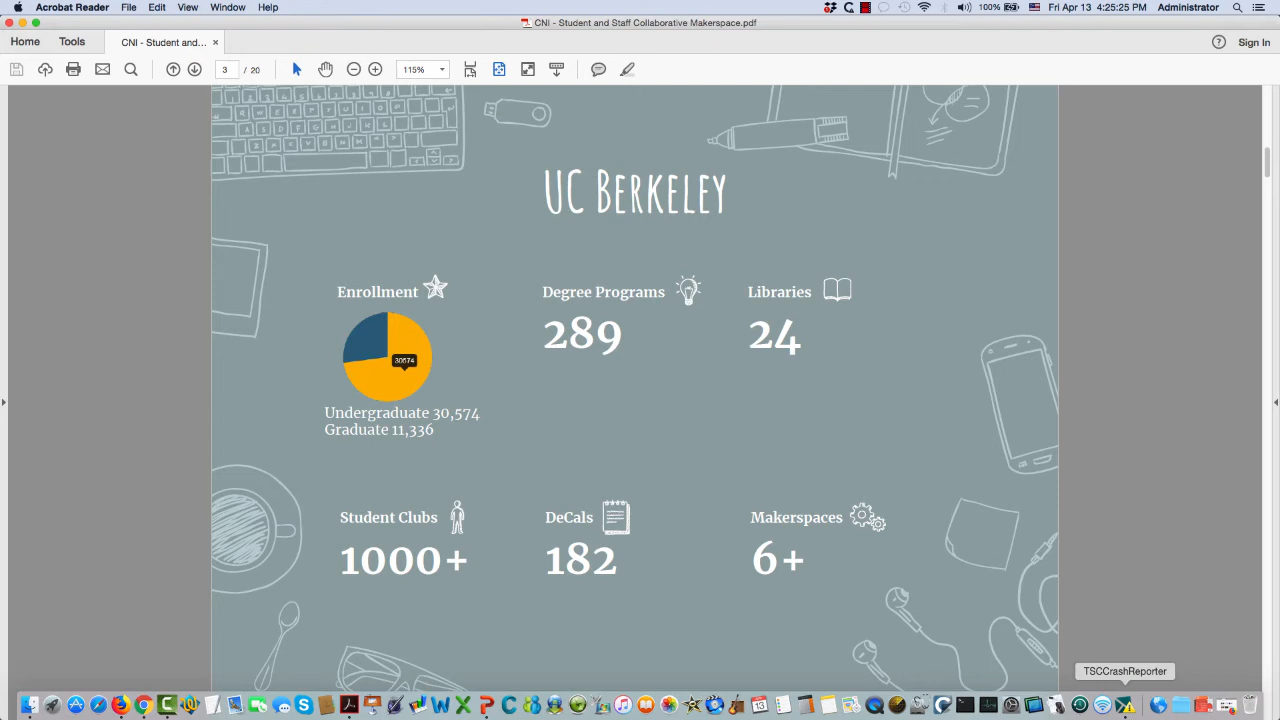 Acrobat Reader File Edit View Window Help 100% Fri Apr 13 4:25:25 PM Administrator
CNI - Student and Staff Collaborative Makerspace.pdf
Home Tools CNI - Student and... × Sign In
3 / 20 115%
UC Berkeley
Enrollment
Degree Programs
Libraries
289
24
30574
Undergraduate 30,574
Graduate 11,336
Student Clubs
DeCals
Makerspaces
1000+
182
6+
TSCCrashReporter